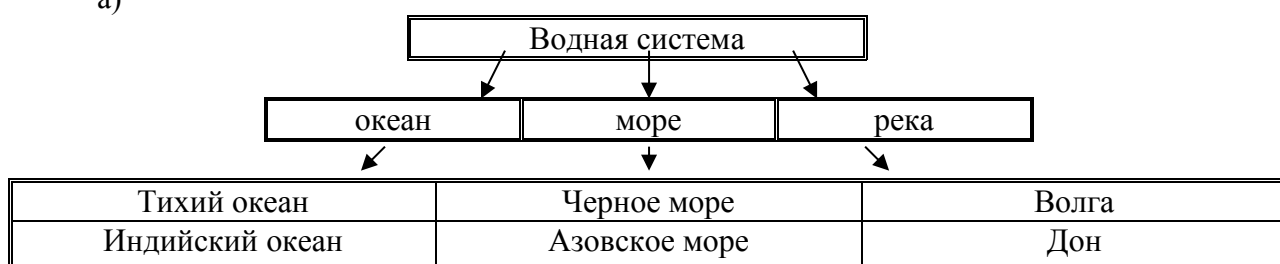 а)
Водная система
океан море река
Тихий океан Черное море Волга
Индийский океан Азовское море Дон